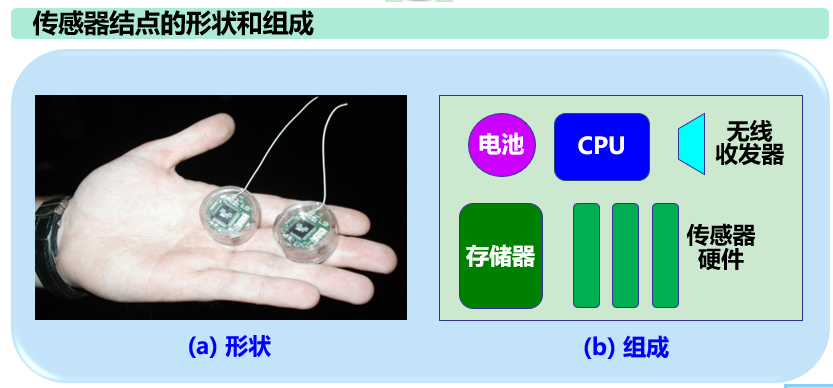 传感器结点的形状和组成
电池
CPU
无线
收发器
存储器
传感器
硬件
(a) 形状
(b) 组成